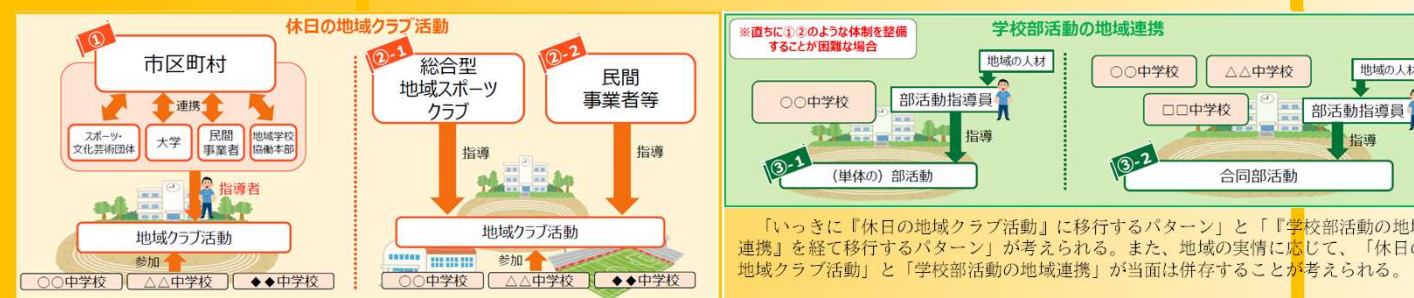 休日の地域クラブ活動
①
市区町村
連携
スポーツ・
文化芸術団体
大学
民間
事業者
地域学校
協働本部
指導者
地域クラブ活動
参加
○○中学校
△△中学校
◆◆中学校
②-1
総合型
地域スポーツ
クラブ
②-2
民間
事業者等
指導
指導
地域クラブ活動
参加
○○中学校
△△中学校
◆◆中学校
学校部活動の地域連携
※直ちに①②のような体制を整備
することが困難な場合
地域の人材
○○中学校
部活動指導員
指導
③-1
(単体の)部活動
○○中学校
△△中学校
地域の人材
□□中学校
部活動指導員
指導
③-2
合同部活動
「いっきに『休日の地域クラブ活動』に移行するパターン」と「『学校部活動の地域
連携』を経て移行するパターン」が考えられる。また、地域の実情に応じて、「休日の
地域クラブ活動」と「学校部活動の地域連携」が当面は併存することが考えられる。